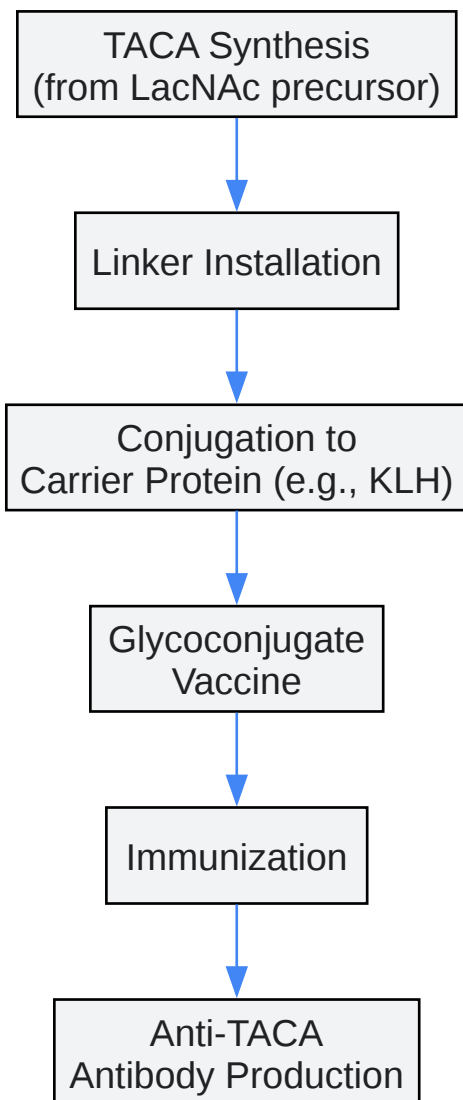 TACA Synthesis
(from LacNAc precursor)
Linker Installation
Conjugation to
Carrier Protein (e.g., KLH)
Glycoconjugate
Vaccine
Immunization
Anti-TACA
Antibody Production